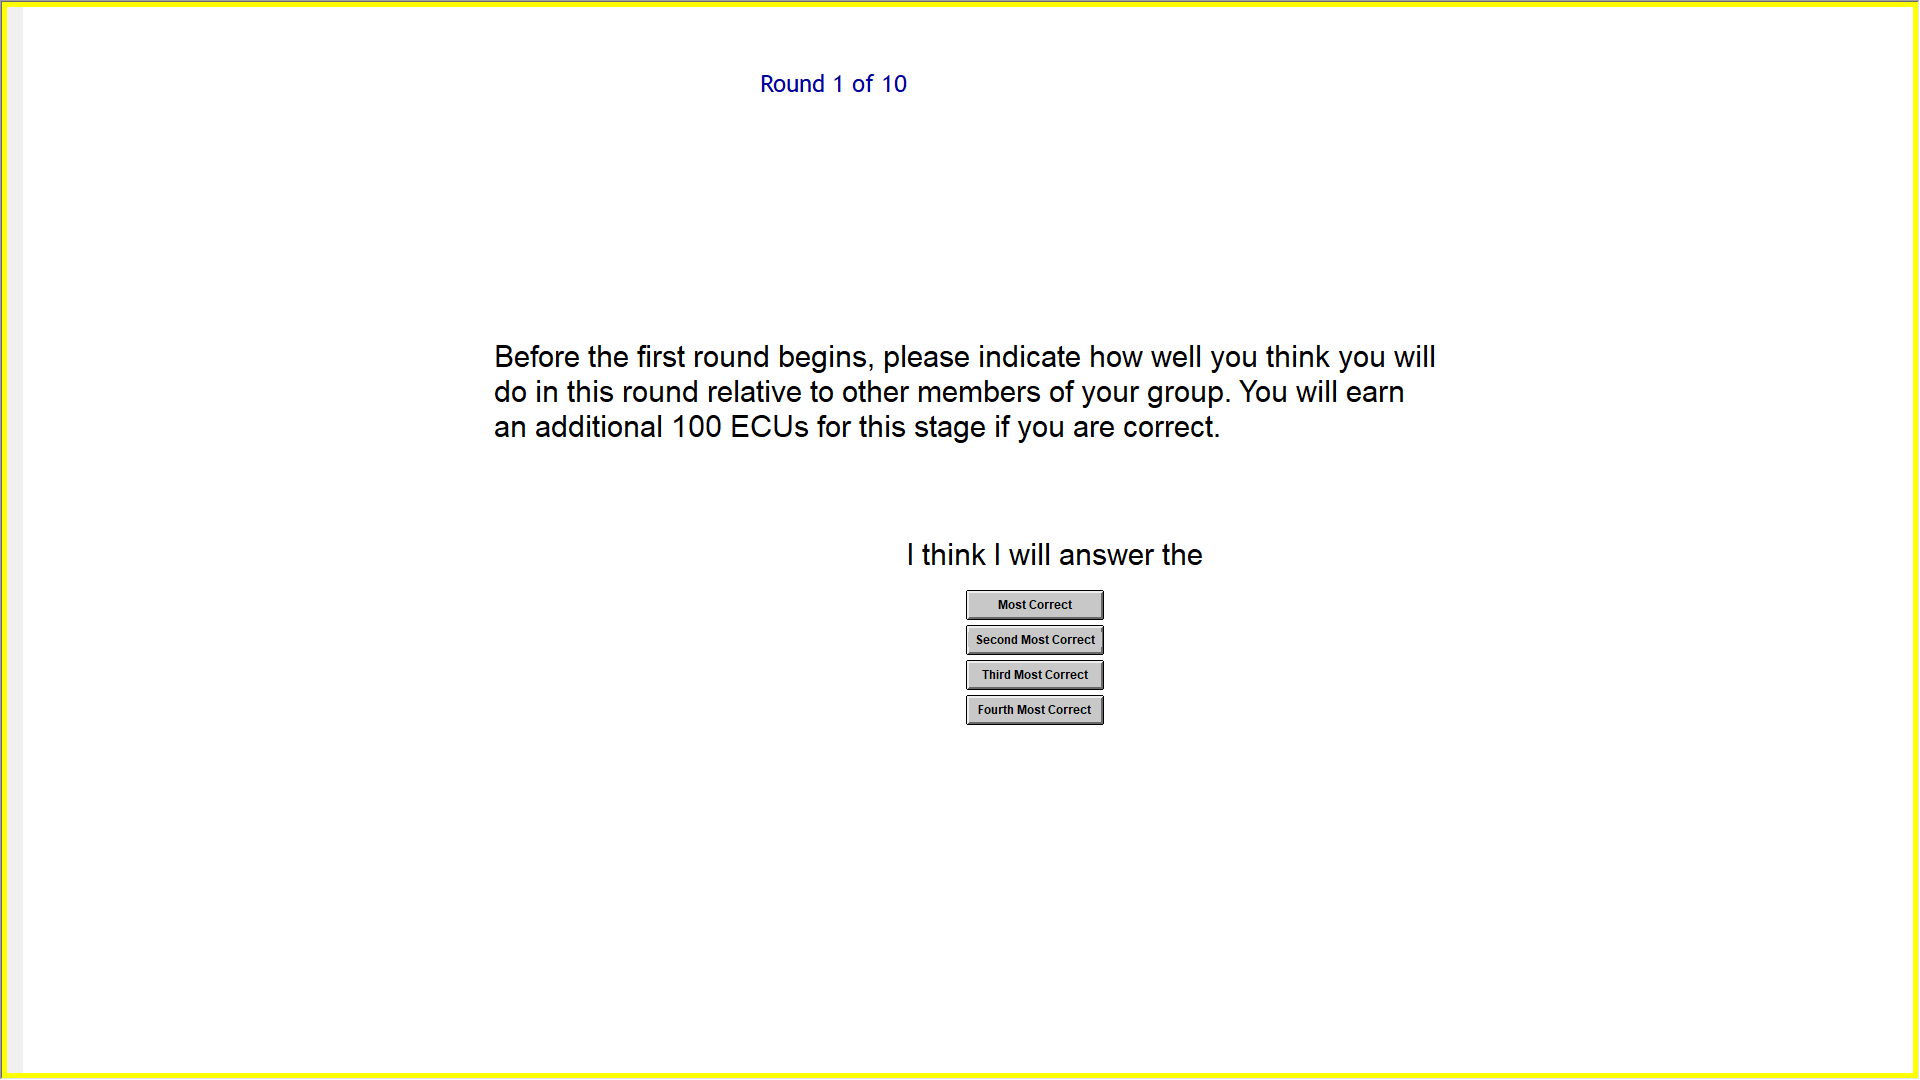 Round 1 of 10
Before the first round begins, please indicate how well you think you will
do in this round relative to other members of your group. You will earn
an additional 100 ECUs for this stage if you are correct.
I think I will answer the
Most Correct
Second Most Correct
Third Most Correct
Fourth Most Correct